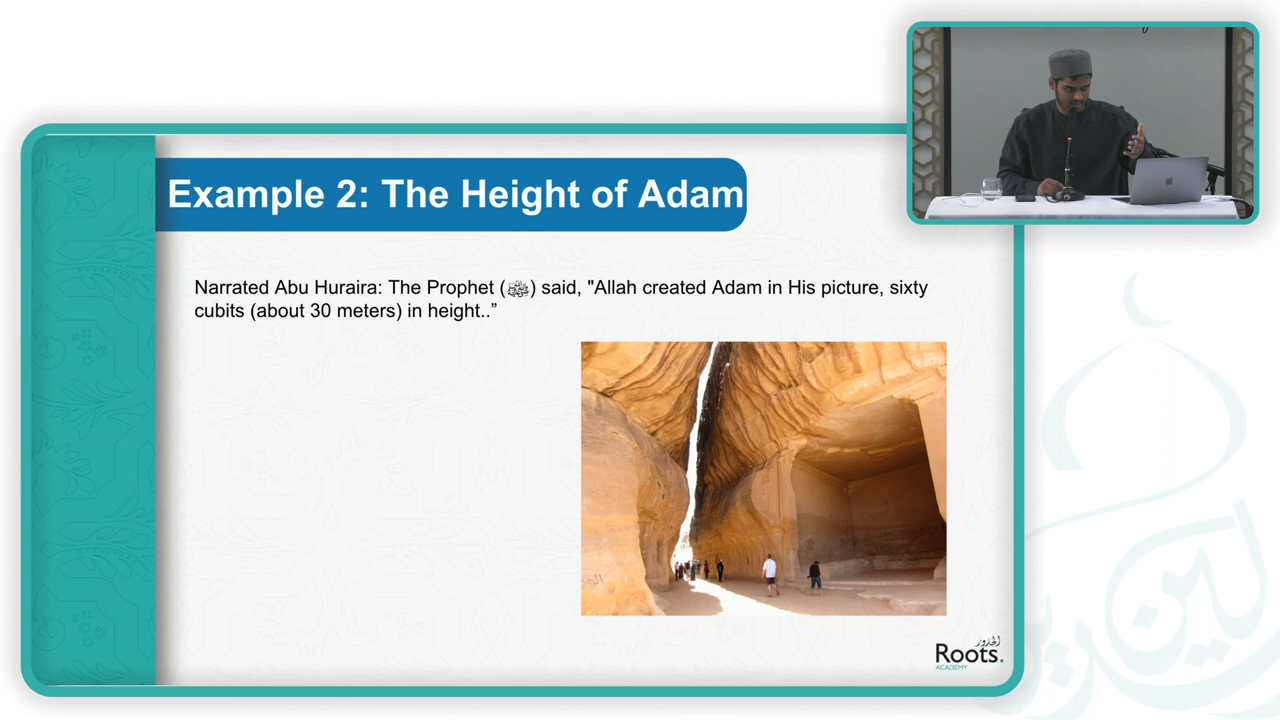 Example 2: The Height of Adam
Narrated Abu Huraira: The Prophet (ﷺ) said, "Allah created Adam in His picture, sixty
cubits (about 30 meters) in height..”
الجذور
Roots.
ACADEMY